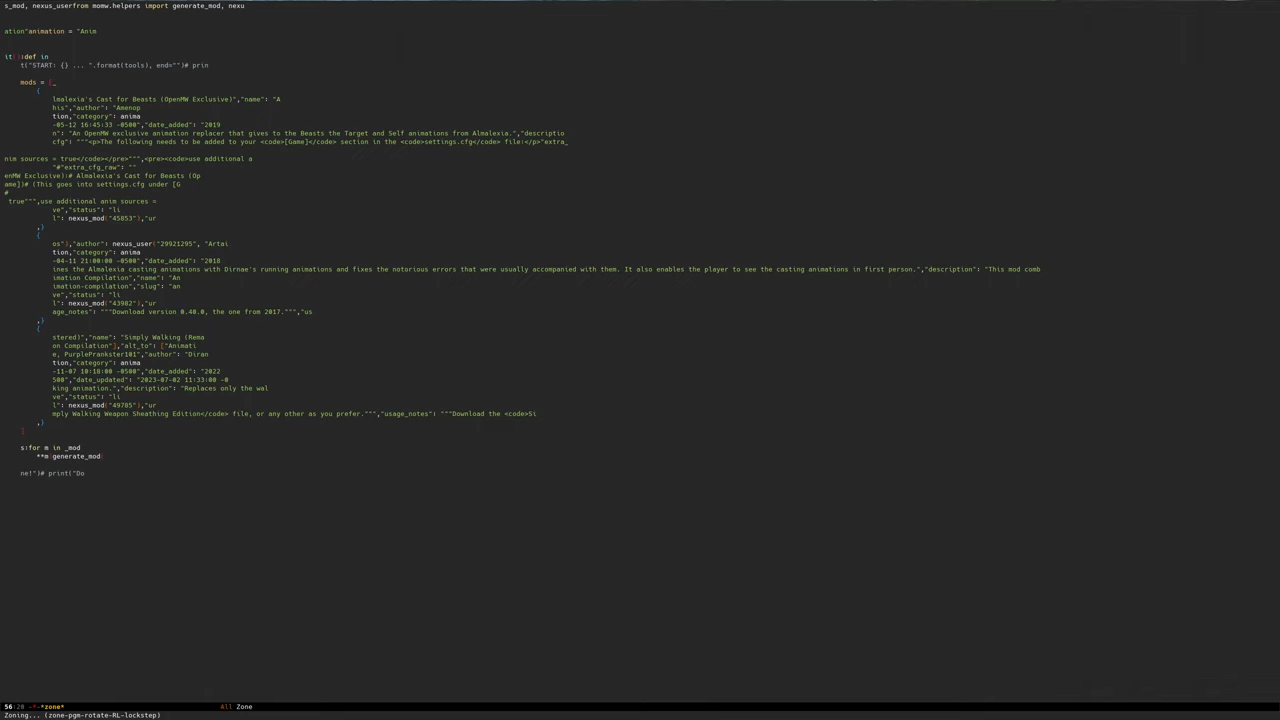 s_mod, nexus_userfrom momw.helpers import generate_mod, nexu
ation"animation = "Anim
it():def in
t("START: {} ... ".format(tools), end="")# prin
mods = [_
{
lmalexia's Cast for Beasts (OpenMW Exclusive)","name": "A
his","author": "Amenop
tion,"category": anima
-05-12 16:45:33 -0500","date_added": "2019
n": "An OpenMW exclusive animation replacer that gives to the Beasts the Target and Self animations from Almalexia.","descriptio
cfg": """<p>The following needs to be added to your <code>[Game]</code> section in the <code>settings.cfg</code> file:</p>"extra_
nim sources = true</code></pre>""",<pre><code>use additional a
"#"extra_cfg_raw": ""
enMW Exclusive):# Almalexia's Cast for Beasts (Op
ame])# (This goes into settings.cfg under [G
#
true""",use additional anim sources =
ve","status": "li
l": nexus_mod("45853"),"ur
,}
{
os"),"author": nexus_user("29921295", "Artai
tion,"category": anima
-04-11 21:00:00 -0500","date_added": "2018
ines the Almalexia casting animations with Dirnae's running animations and fixes the notorious errors that were usually accompanied with them. It also enables the player to see the casting animations in first person.","description": "This mod comb
imation Compilation","name": "An
imation-compilation","slug": "an
ve","status": "li
l": nexus_mod("43982"),"ur
age_notes": """Download version 0.40.0, the one from 2017.""","us
,}
{
stered)","name": "Simply Walking (Rema
on Compilation"],"alt_to": ["Animati
e, PurplePrankster101","author": "Diran
tion,"category": anima
-11-07 10:18:00 -0500","date_added": "2022
500","date_updated": "2023-07-02 11:33:00 -0
king animation.","description": "Replaces only the wal
ve","status": "li
l": nexus_mod("49785"),"ur
mply Walking Weapon Sheathing Edition</code> file, or any other as you prefer.""","usage_notes": """Download the <code>Si
,}
]
s:for m in _mod
**m)generate_mod(
ne!")# print("Do
56:20 -*-*zone* All Zone
Zoning... (zone-pgm-rotate-RL-lockstep)